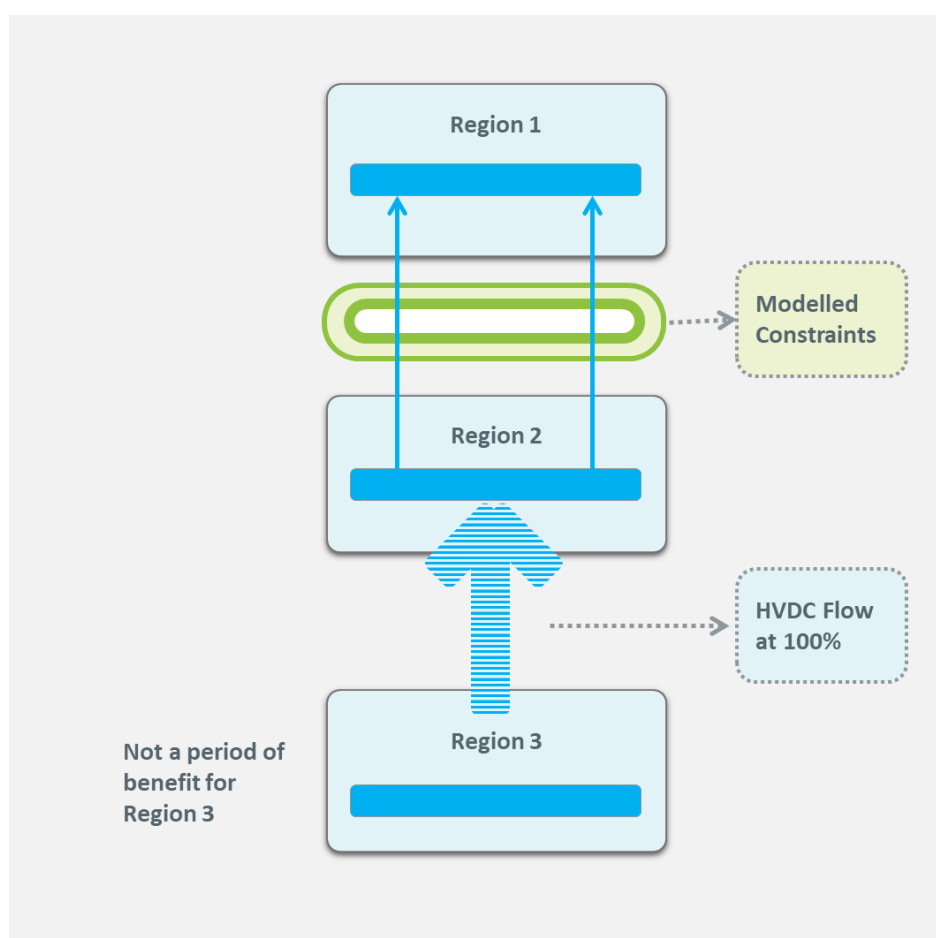 Region 1
Modelled
Constraints
Region 2
HVDC Flow
at 100%
Region 3
Not a period of
benefit for
Region 3